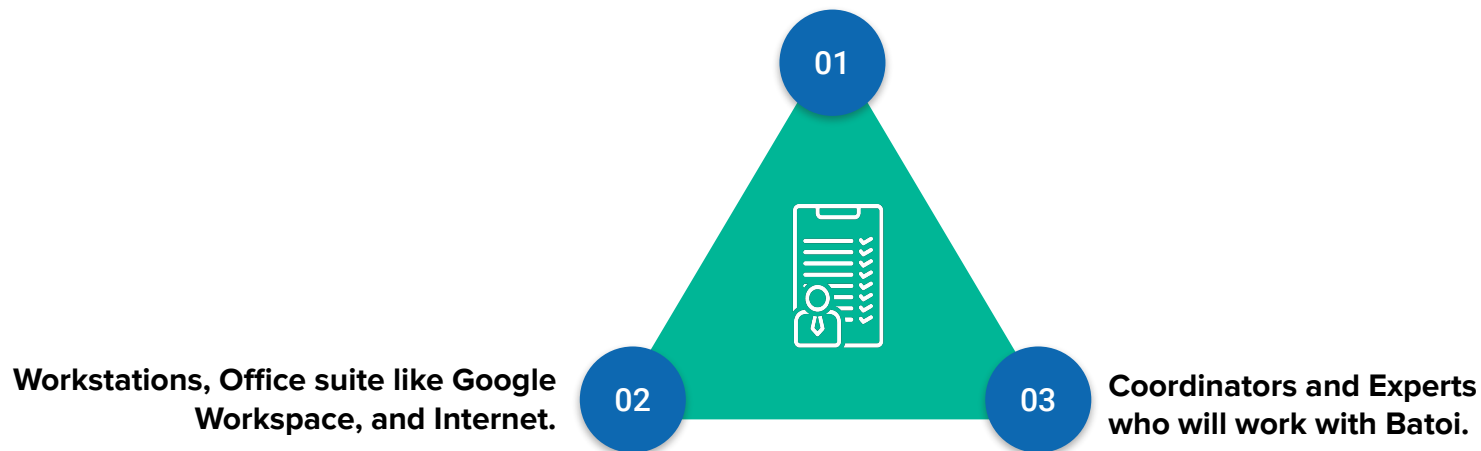 01
Workstations, Office suite like Google
Workspace, and Internet.
02
03
Coordinators and Experts
who will work with Batoi.